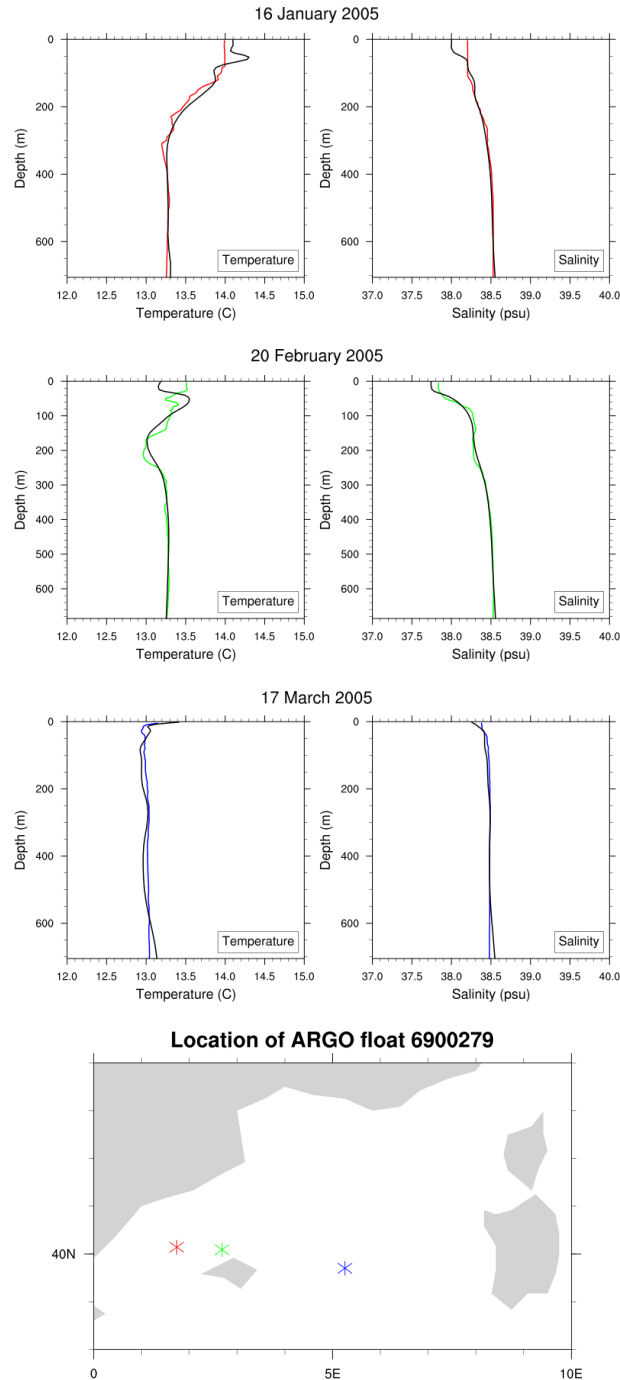 16 January 2005
0
200
400
600
Depth (m)
Temperature
12.0 12.5 13.0 13.5 14.0 14.5 15.0
Temperature (C)
0
200
400
600
Depth (m)
Salinity
37.0 37.5 38.0 38.5 39.0 39.5 40.0
Salinity (psu)
20 February 2005
0
100
200
300
400
500
600
Depth (m)
Temperature
12.0 12.5 13.0 13.5 14.0 14.5 15.0
Temperature (C)
0
100
200
300
400
500
600
Depth (m)
Salinity
37.0 37.5 38.0 38.5 39.0 39.5 40.0
Salinity (psu)
17 March 2005
0
200
400
600
Depth (m)
Temperature
12.0 12.5 13.0 13.5 14.0 14.5 15.0
Temperature (C)
0
200
400
600
Depth (m)
Salinity
37.0 37.5 38.0 38.5 39.0 39.5 40.0
Salinity (psu)
Location of ARGO float 6900279
40N
0 5E 10E